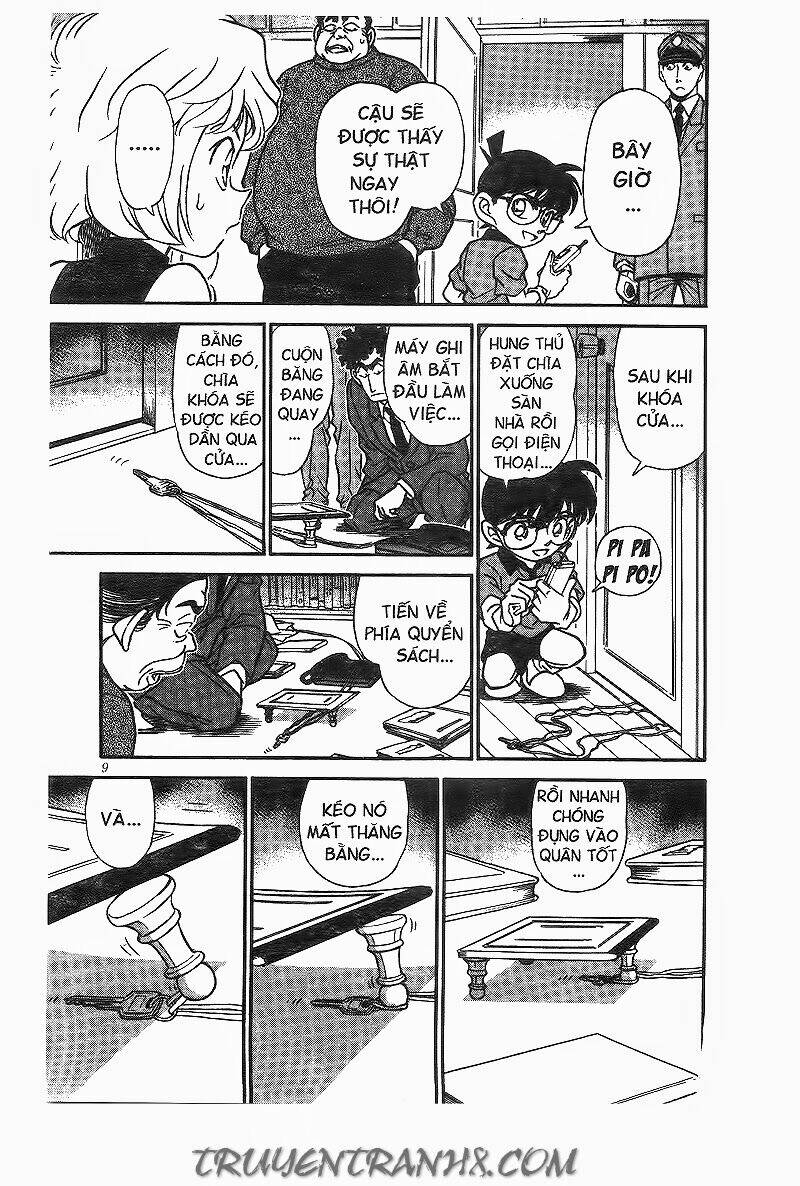 BÂY
GIỜ
...
CẬU SẼ
ĐƯỢC THẤY
SỰ THẬT
NGAY
THÔI!
.....
SAU KHI
KHÓA
CỬA...
HUNG THỦ
ĐẶT CHÌA
XUỐNG
SÀN
NHÀ RỒI
GỌI ĐIỆN
THOẠI...
PI PA
PI PO!
MÁY GHI
ÂM BẮT
ĐẦU LÀM
VIỆC...
CUỘN
BĂNG
ĐANG
QUAY
...
BẰNG
CÁCH ĐÓ,
CHÌA
KHÓA SẼ
ĐƯỢC KÉO
DẦN QUA
CỬA...
TIẾN VỀ
PHÍA QUYỂN
SÁCH...
9
RỒI NHANH
CHÓNG
ĐỤNG VÀO
QUÂN TỐT
...
KÉO NÓ
MẤT THĂNG
BẰNG...
VÀ...
TRUYENTRANH8.COM